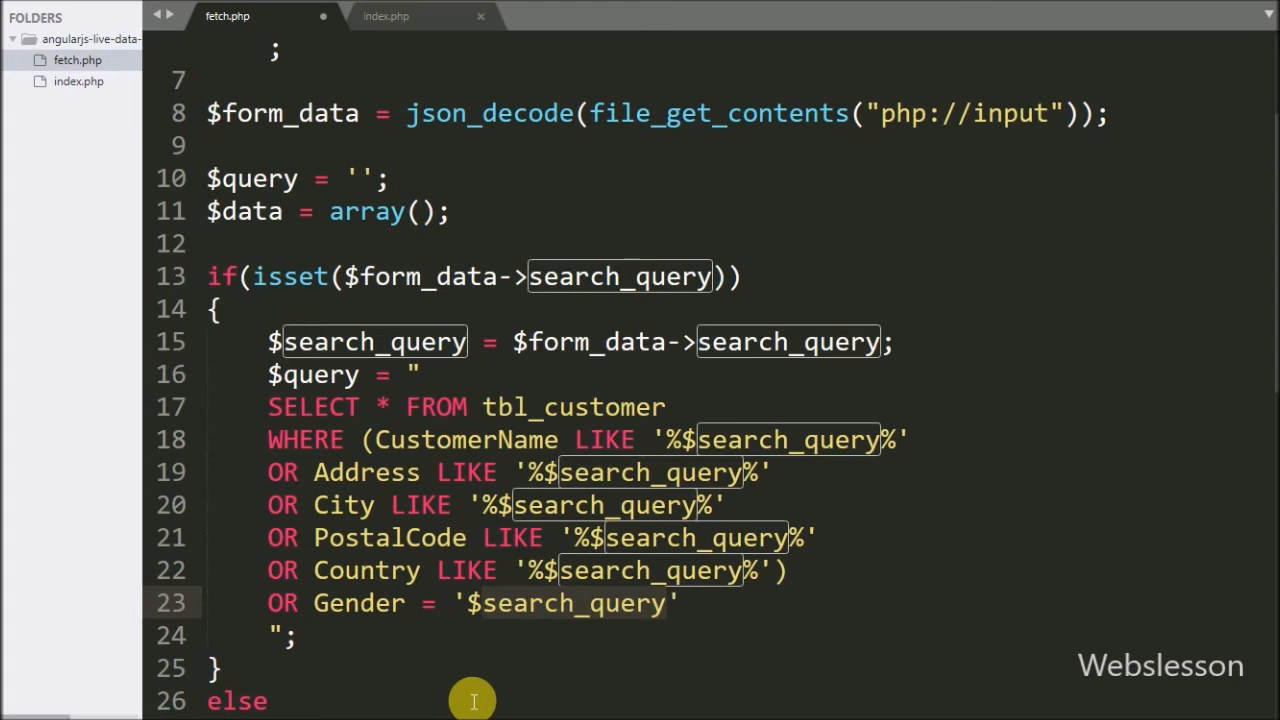 FOLDERS
angularjs-live-data-
fetch.php
index.php
fetch.php
index.php
;
7
8 $form_data = json_decode(file_get_contents("php://input"));
9
10 $query = '';
11 $data = array();
12
13 if(isset($form_data->search_query))
14 {
15 $search_query = $form_data->search_query;
16 $query = "
17 SELECT * FROM tbl_customer
18 WHERE (CustomerName LIKE '%$search_query%'
19 OR Address LIKE '%$search_query%'
20 OR City LIKE '%$search_query%'
21 OR PostalCode LIKE '%$search_query%'
22 OR Country LIKE '%$search_query%')
23 OR Gender = '$search_query'
24 ";
25 }
26 else
Webslesson